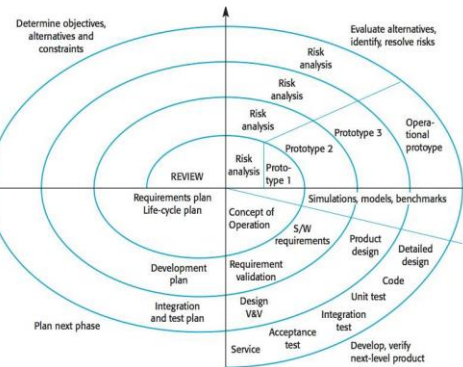 Determine objectives,
alternatives and
constraints
Evaluate alternatives,
identify, resolve risks
Risk
analysis
Risk
analysis
Risk
analysis
Risk
analysis
Proto-
type 1
Prototype 2
Prototype 3
Opera-
tional
protoype
REVIEW
Requirements plan
Life-cycle plan
Simulations, models, benchmarks
Concept of
Operation
S/W
requirements
Product
design
Detailed
design
Development
plan
Requirement
validation
Code
Unit test
Integration
and test plan
Design
V&V
Integration
test
Acceptance
test
Plan next phase
Service
Develop, verify
next-level product